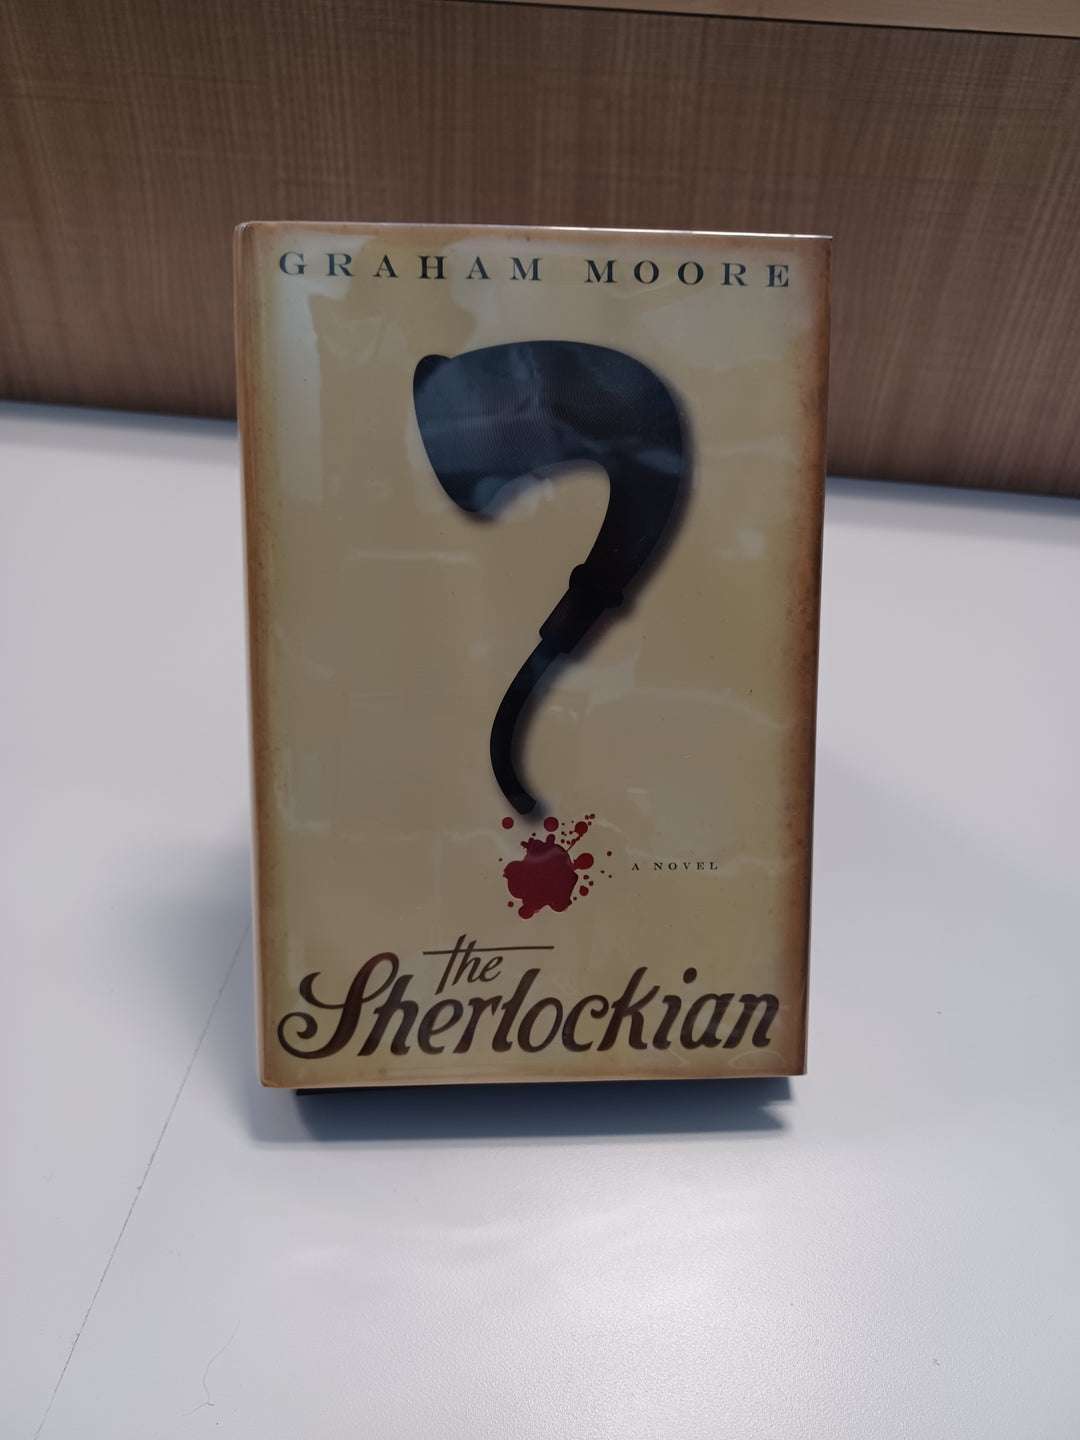 GRAHAM MOORE
A NOVEL
the
Sherlockian